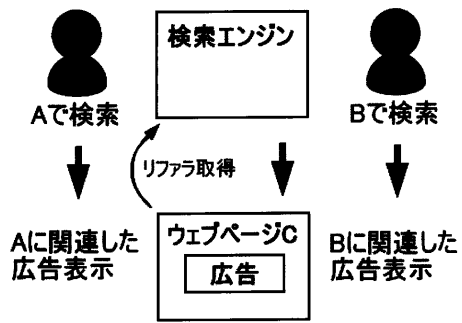 検索エンジン
Aで検索
Bで検索
リファラ取得
Aに関連した
広告表示
ウェブページC
広告
Bに関連した
広告表示